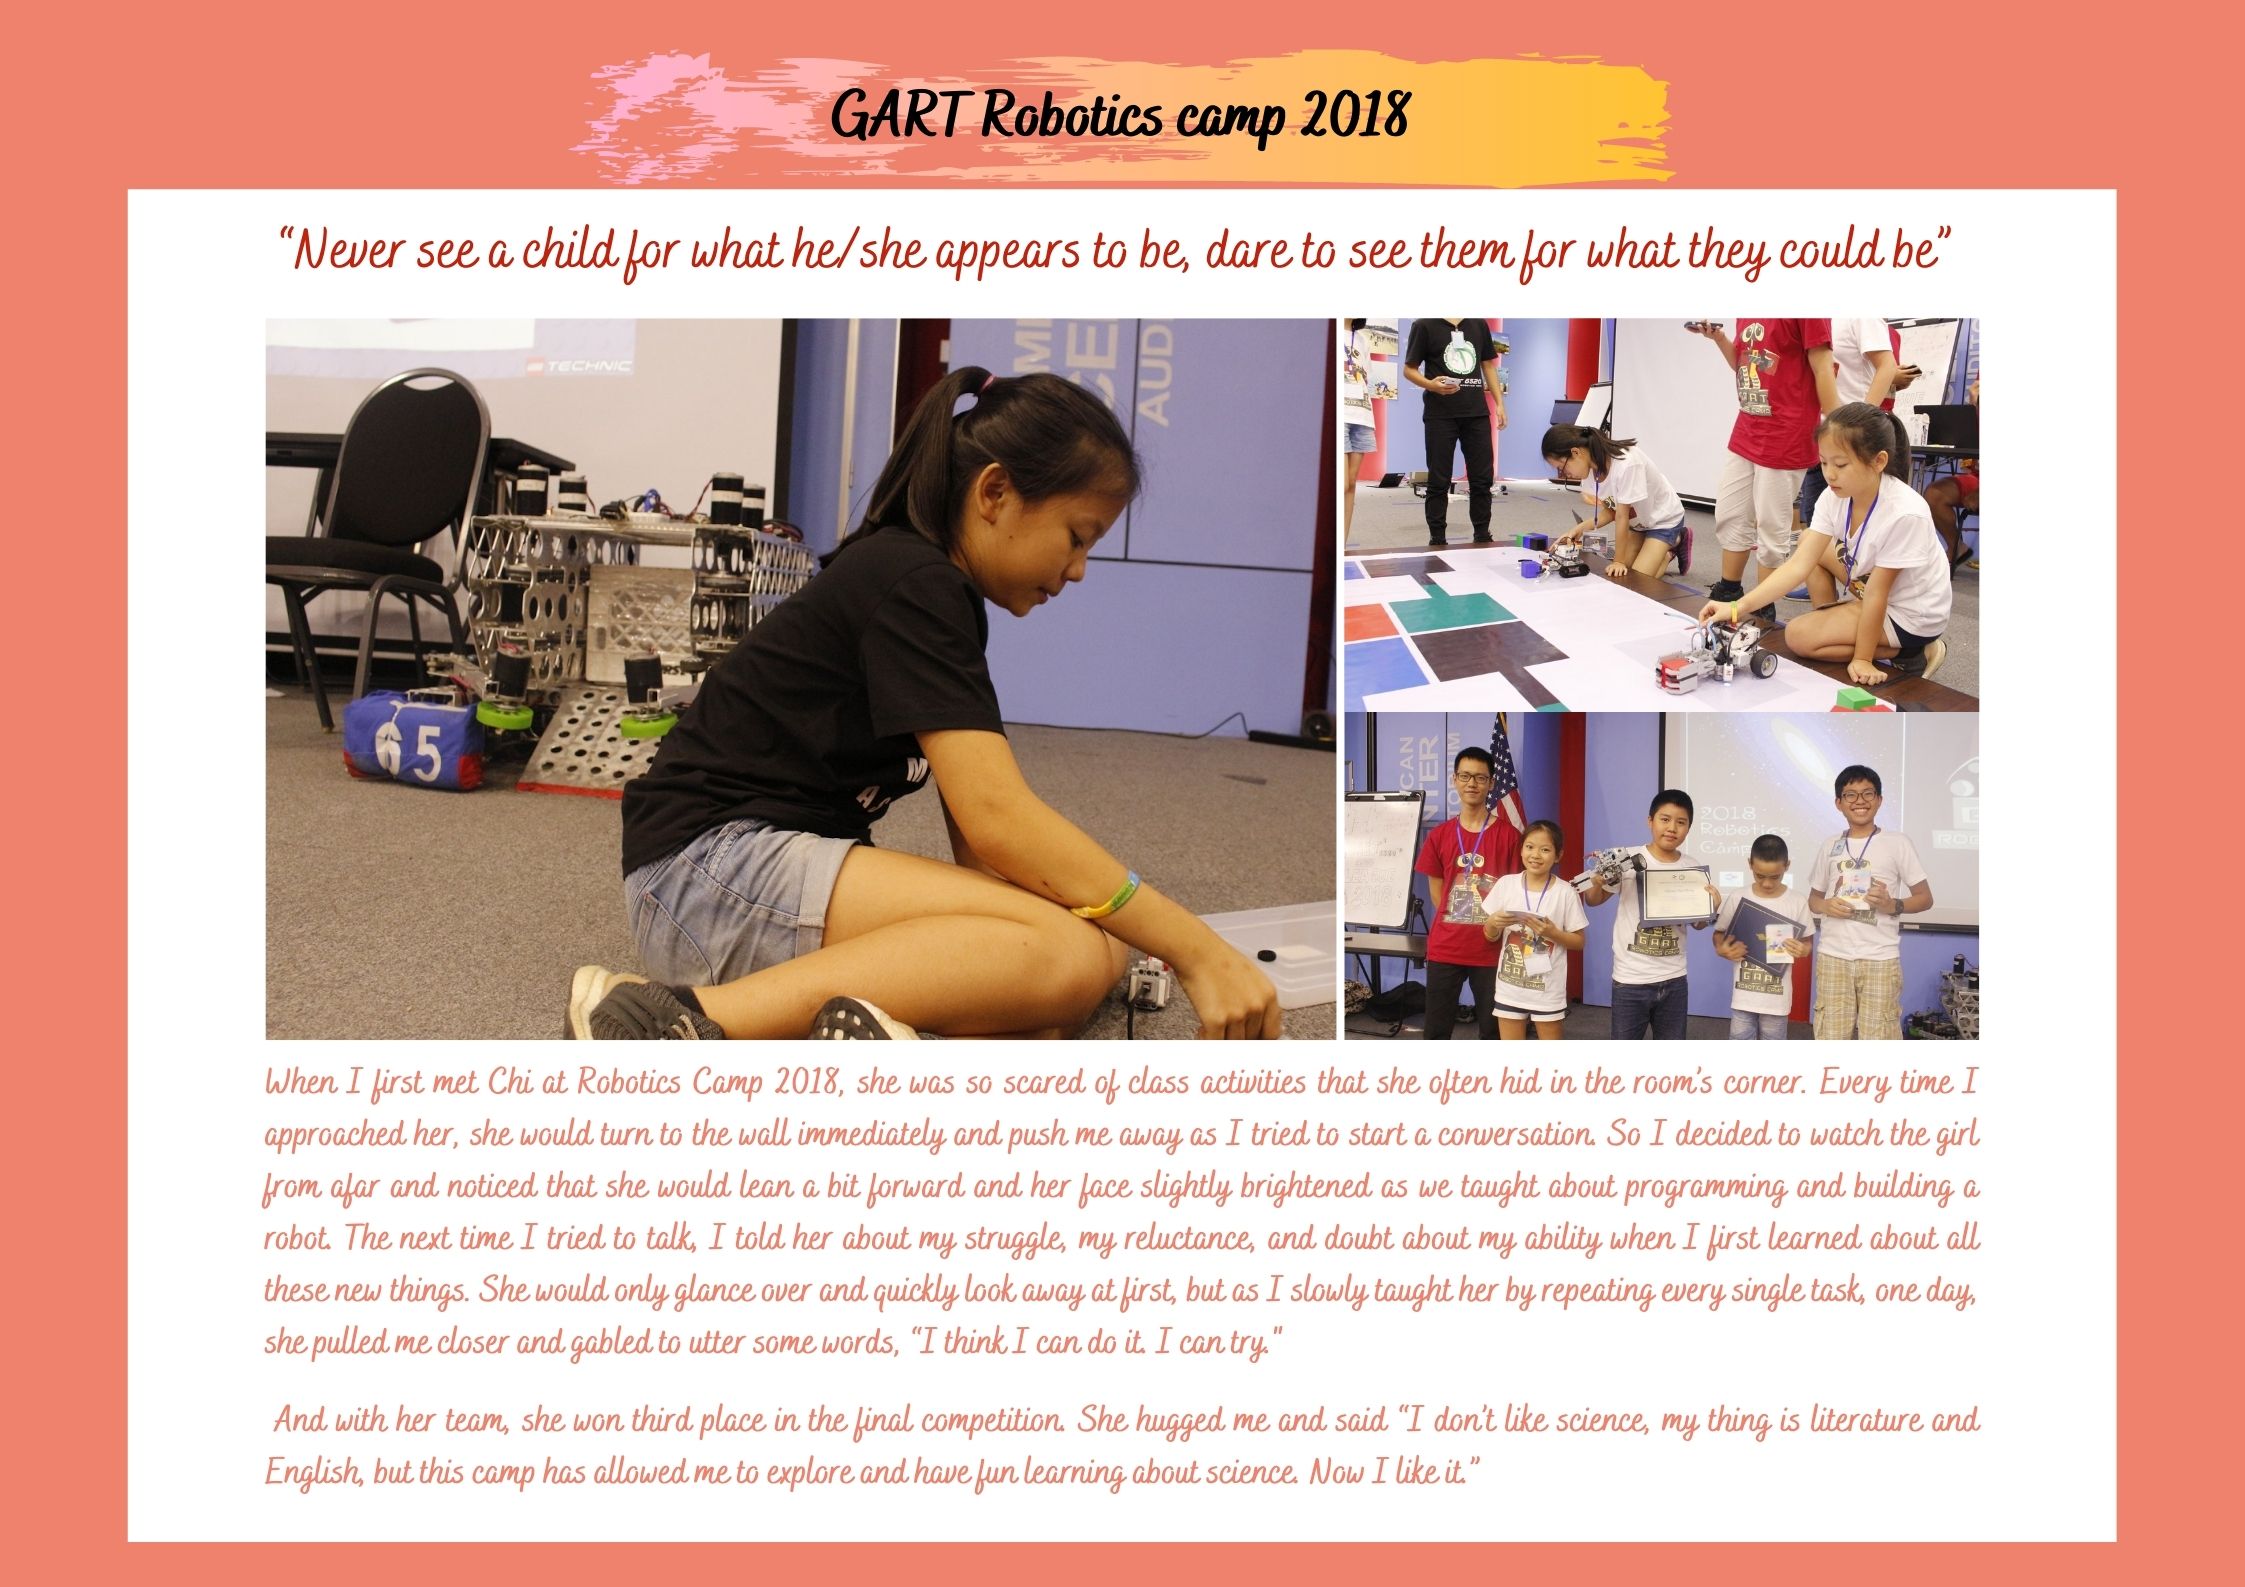 GART Robotics camp 2018
“Never see a child for what he/she appears to be, dare to see them for what they could be”
TECHNIC
65
2018
Robotics
Camp
GART
ROBOTICS CAMP
When I first met Chi at Robotics Camp 2018, she was so scared of class activities that she often hid in the room’s corner. Every time I
approached her, she would turn to the wall immediately and push me away as I tried to start a conversation. So I decided to watch the girl
from afar and noticed that she would lean a bit forward and her face slightly brightened as we taught about programming and building a
robot. The next time I tried to talk, I told her about my struggle, my reluctance, and doubt about my ability when I first learned about all
these new things. She would only glance over and quickly look away at first, but as I slowly taught her by repeating every single task, one day,
she pulled me closer and gabled to utter some words, “I think I can do it. I can try."
And with her team, she won third place in the final competition. She hugged me and said “I don’t like science, my thing is literature and
English, but this camp has allowed me to explore and have fun learning about science. Now I like it.”